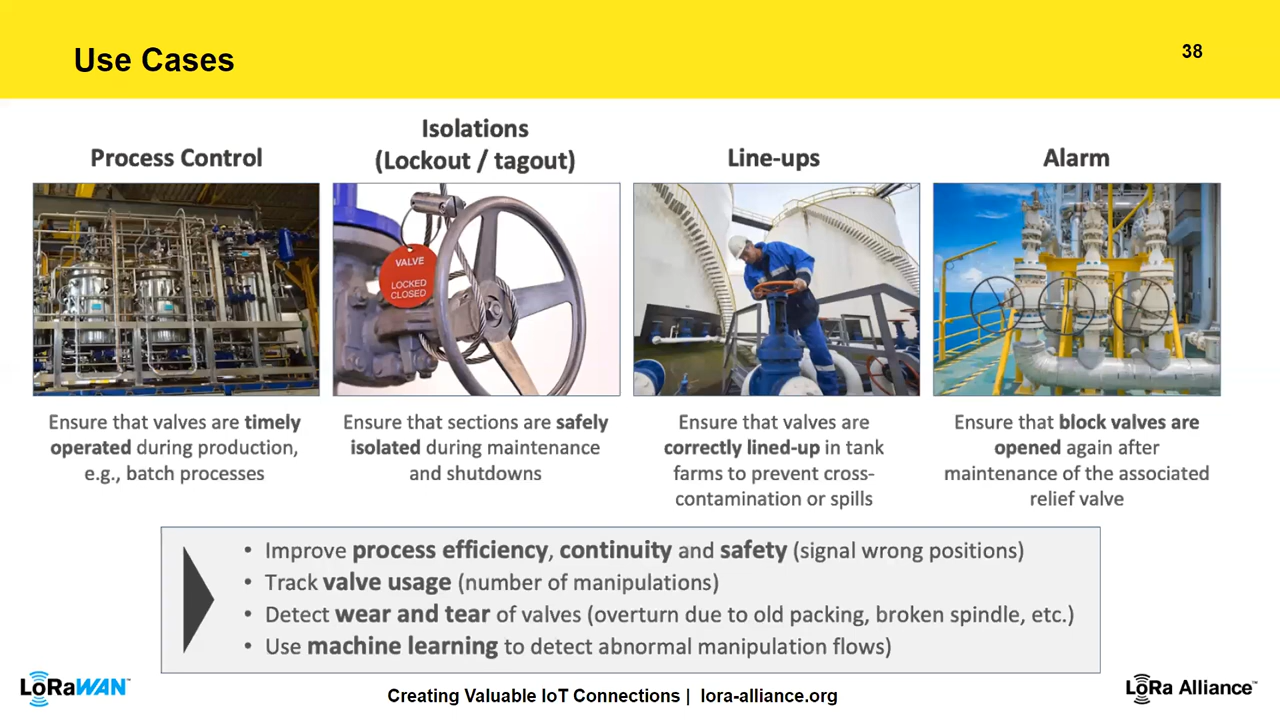 Use Cases
38
Process Control
Isolations
(Lockout / tagout)
Line-ups
Alarm
VALVE
LOCKED
CLOSED
Ensure that valves are timely
operated during production,
e.g., batch processes
Ensure that sections are safely
isolated during maintenance
and shutdowns
Ensure that valves are
correctly lined-up in tank
farms to prevent cross-
contamination or spills
Ensure that block valves are
opened again after
maintenance of the associated
relief valve
• Improve process efficiency, continuity and safety (signal wrong positions)
• Track valve usage (number of manipulations)
• Detect wear and tear of valves (overturn due to old packing, broken spindle, etc.)
• Use machine learning to detect abnormal manipulation flows)
LoRaWAN™
Creating Valuable IoT Connections | lora-alliance.org
LoRa Alliance™